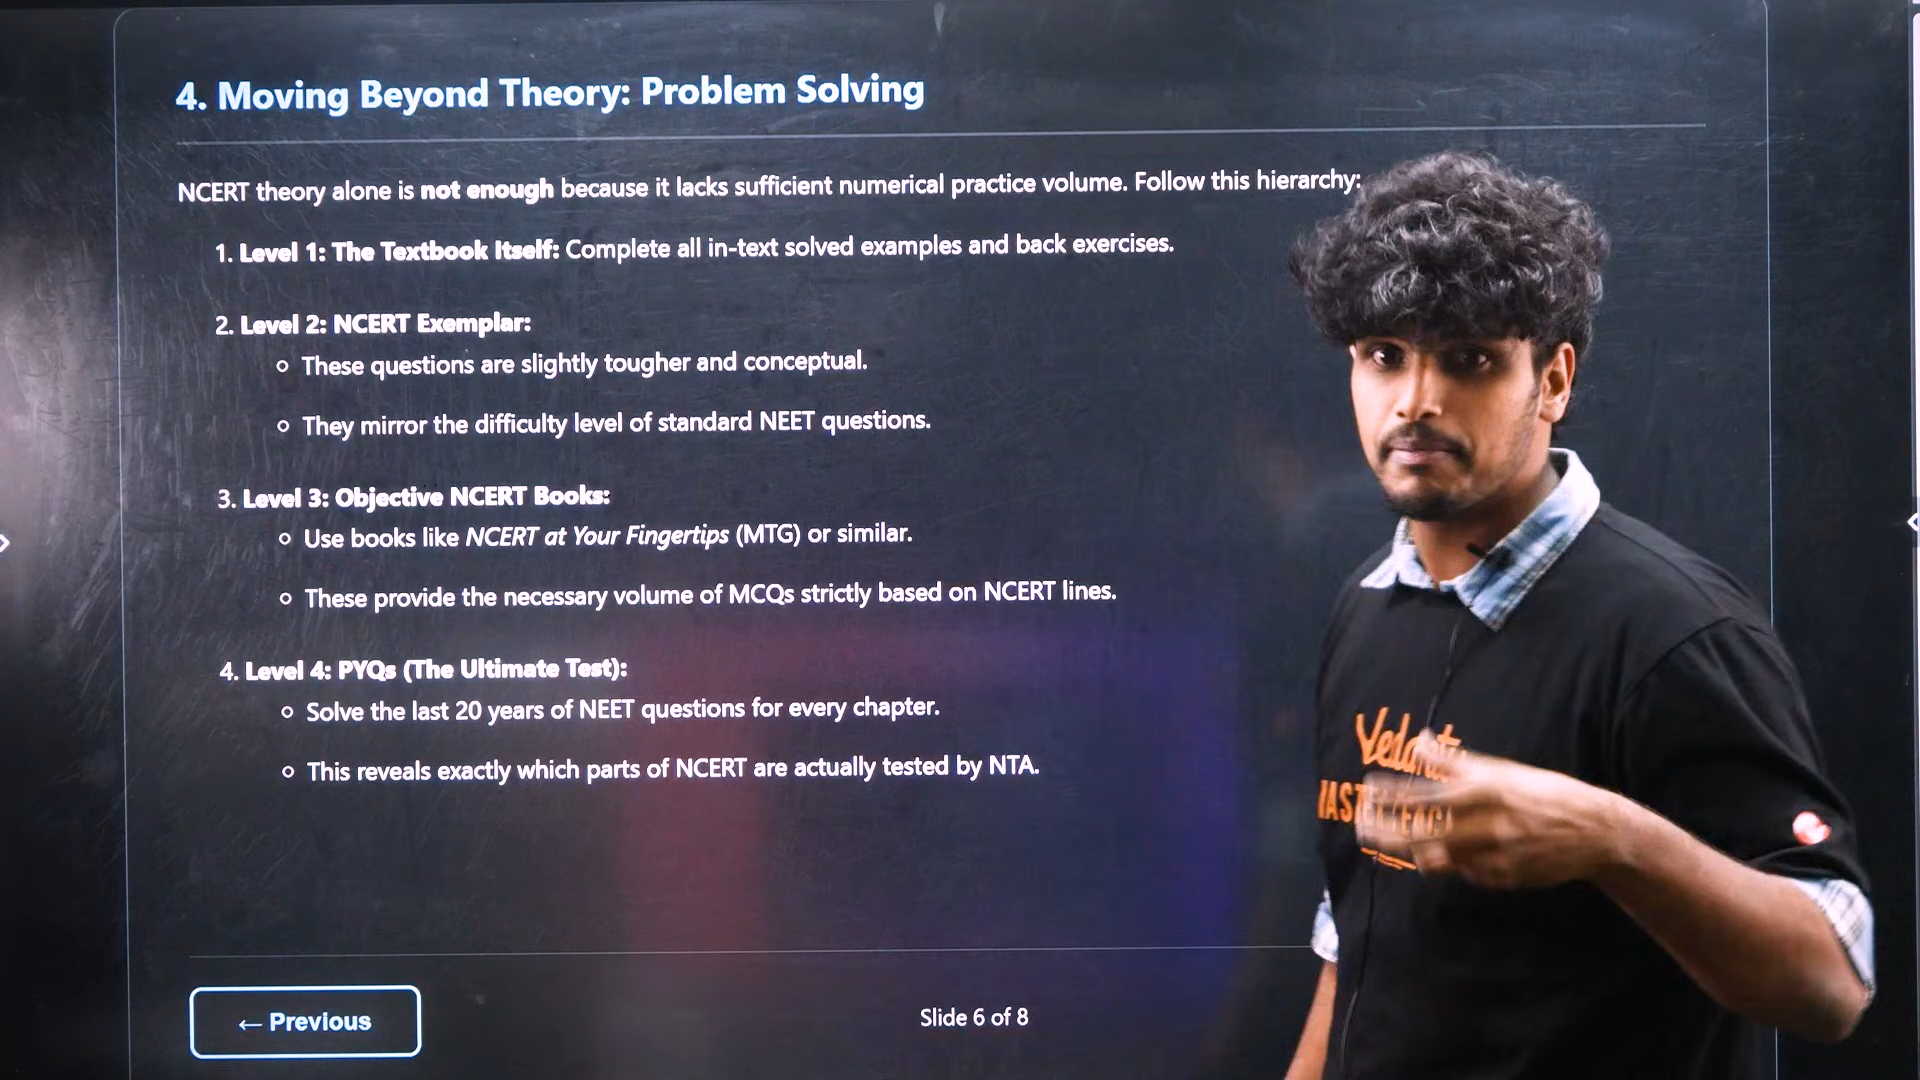 4. Moving Beyond Theory: Problem Solving
NCERT theory alone is not enough because it lacks sufficient numerical practice volume. Follow this hierarchy:
1. Level 1: The Textbook Itself: Complete all in-text solved examples and back exercises.
2. Level 2: NCERT Exemplar:
○ These questions are slightly tougher and conceptual.
○ They mirror the difficulty level of standard NEET questions.
3. Level 3: Objective NCERT Books:
○ Use books like NCERT at Your Fingertips (MTG) or similar.
○ These provide the necessary volume of MCQs strictly based on NCERT lines.
4. Level 4: PYQs (The Ultimate Test):
○ Solve the last 20 years of NEET questions for every chapter.
○ This reveals exactly which parts of NCERT are actually tested by NTA.
← Previous
Slide 6 of 8